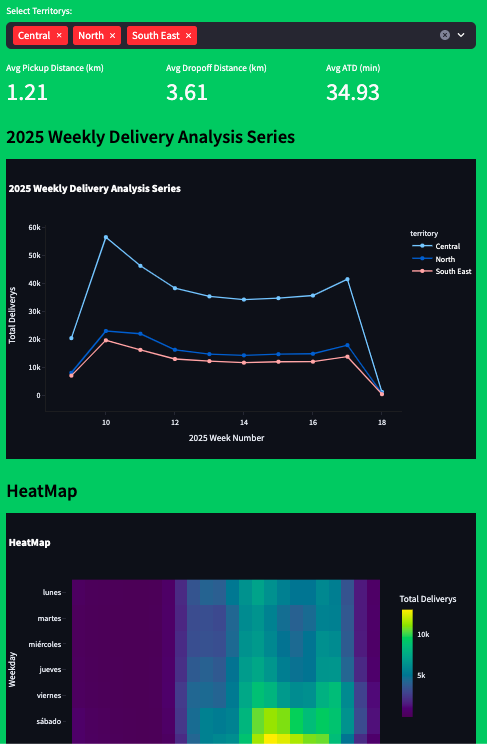 Select Territorys:
Central × North × South East ×
Avg Pickup Distance (km) Avg Dropoff Distance (km) Avg ATD (min)
1.21 3.61 34.93
2025 Weekly Delivery Analysis Series
2025 Weekly Delivery Analysis Series
territory
Central
North
South East
Total Deliverys
60k
50k
40k
30k
20k
10k
0
10 12 14 16 18
2025 Week Number
HeatMap
HeatMap
Weekday
lunes
martes
miércoles
jueves
viernes
sábado
Total Deliverys
10k
5k